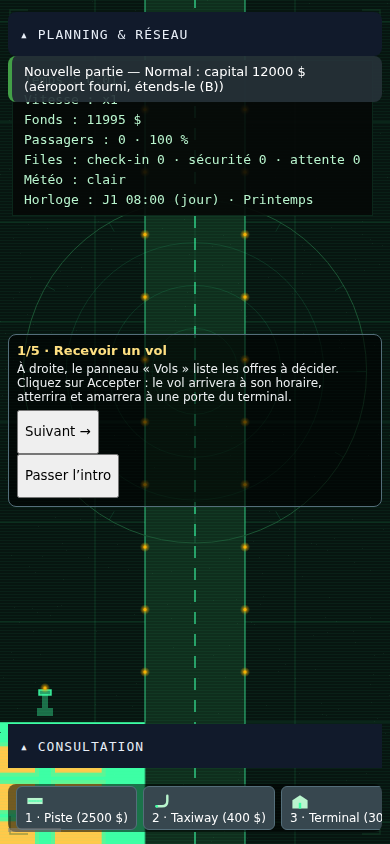 ▴ PLANNING & RÉSEAU
Nouvelle partie — Normal : capital 12000 $
(aéroport fourni, étends-le (B))
Vitesse : x1
Fonds : 11995 $
Passagers : 0 · 100 %
Files : check-in 0 · sécurité 0 · attente 0
Météo : clair
Horloge : J1 08:00 (jour) · Printemps
1/5 · Recevoir un vol
À droite, le panneau « Vols » liste les offres à décider.
Cliquez sur Accepter : le vol arrivera à son horaire,
atterrira et amarrera à une porte du terminal.
Suivant →
Passer l’intro
▴ CONSULTATION
1 · Piste (2500 $)
2 · Taxiway (400 $)
3 · Terminal (30